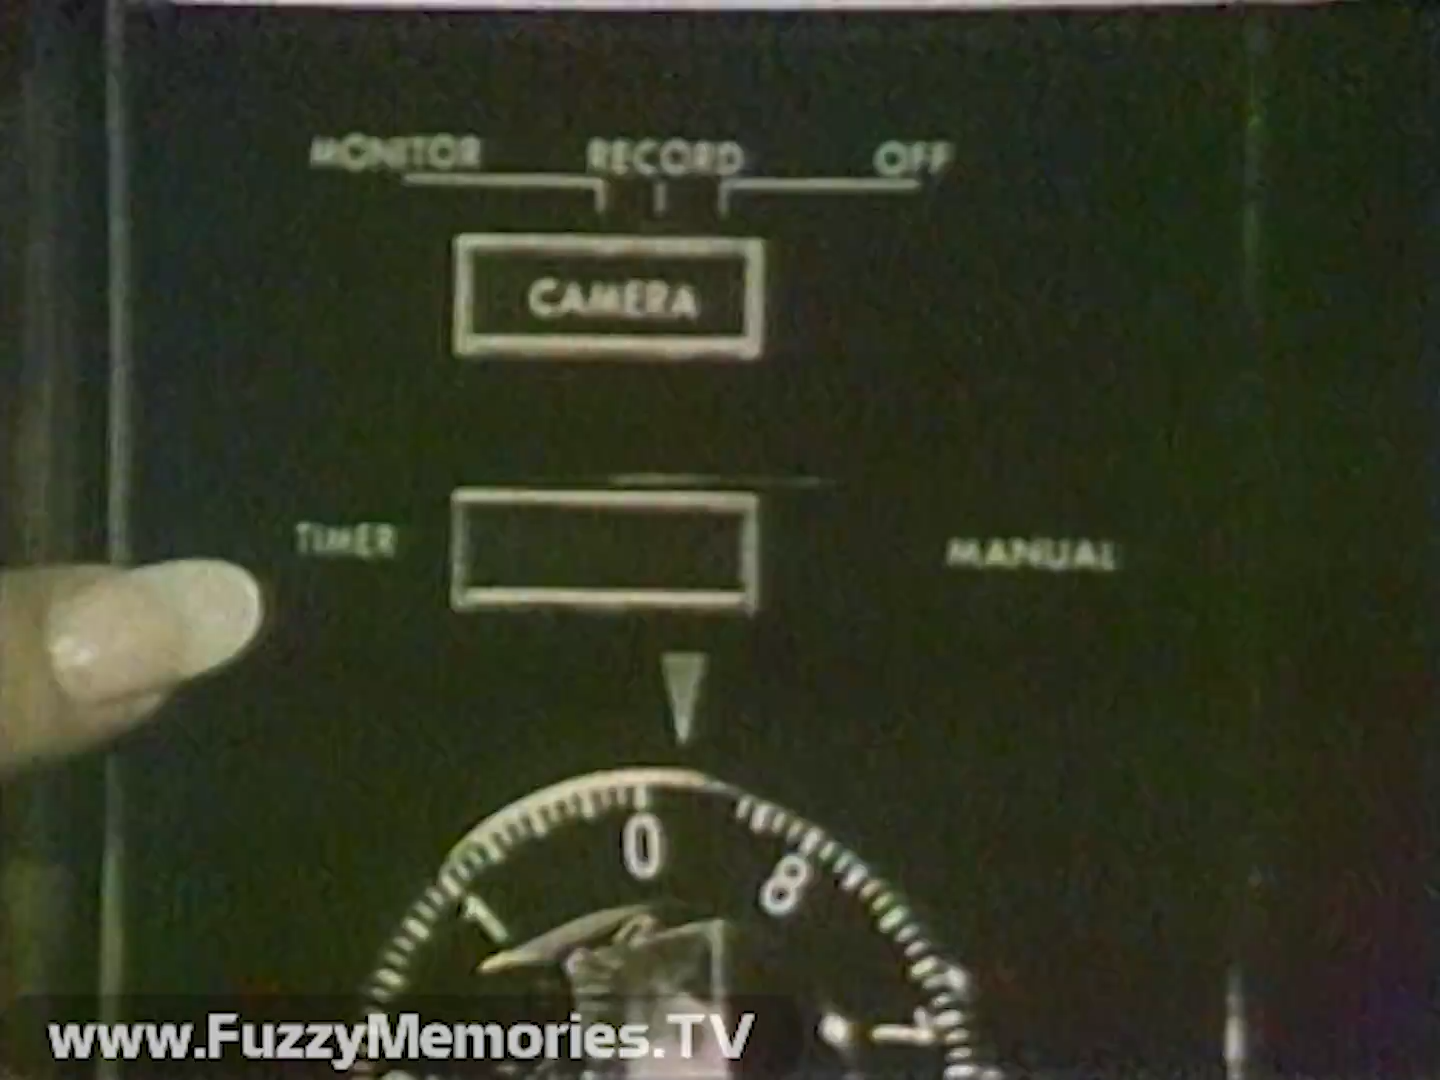 MONITOR RECORD OFF
CAMERA
TIMER MANUAL
1 0 8
www.FuzzyMemories.TV